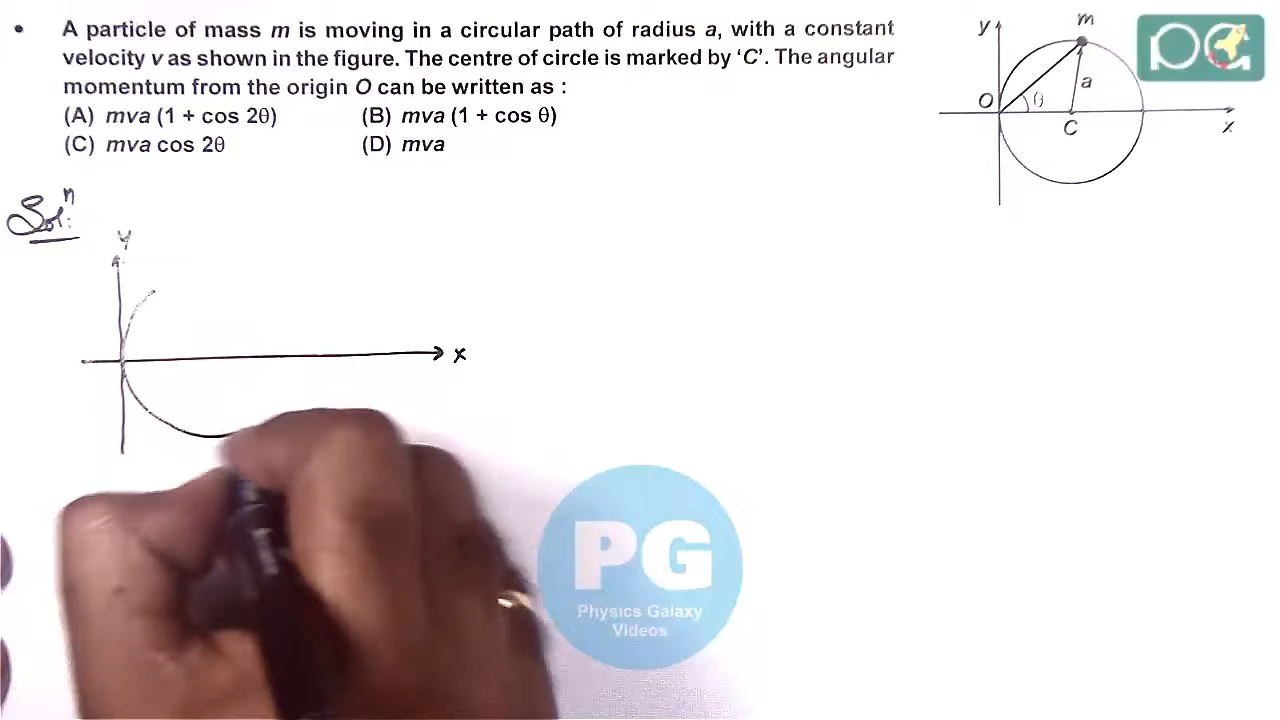 • A particle of mass m is moving in a circular path of radius a, with a constant
velocity v as shown in the figure. The centre of circle is marked by ‘C’. The angular
momentum from the origin O can be written as :
(A) mva (1 + cos 2θ) (B) mva (1 + cos θ)
(C) mva cos 2θ (D) mva
y
m
a
O
θ
C
x
Solⁿ:
y
x
PG
Physics Galaxy
Videos